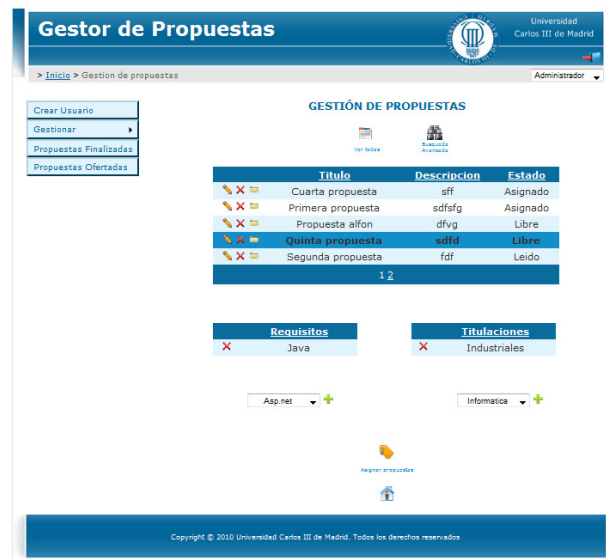 Gestor de Propuestas
Universidad
Carlos III de Madrid
> Inicio > Gestion de propuestas
Administrador
Crear Usuario
Gestionar
Propuestas Finalizadas
Propuestas Ofertadas
GESTIÓN DE PROPUESTAS
Ver todas
Busqueda
Avanzada
Titulo Descripcion Estado
Cuarta propuesta sff Asignado
Primera propuesta sdfsfg Asignado
Propuesta alfon dfvg Libre
Quinta propuesta sdfd Libre
Segunda propuesta fdf Leido
1 2
Requisitos
Java
Titulaciones
Industriales
Asp.net
Informatica
Asignar propuestas
Copyright © 2010 Universidad Carlos III de Madrid. Todos los derechos reservados